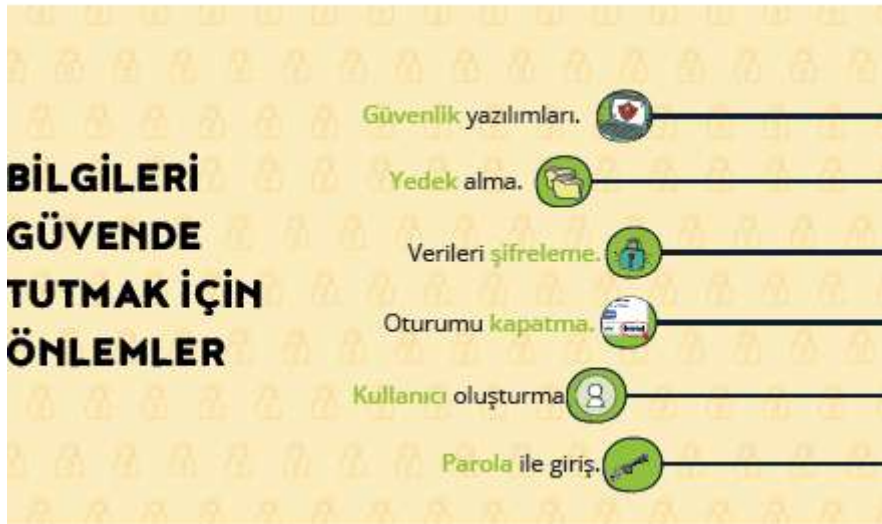 BİLGİLERİ
GÜVENDE
TUTMAK İÇİN
ÖNLEMLER
Güvenlik yazılımları.
Yedek alma.
Verileri şifreleme.
Oturumu kapatma.
Kullanıcı oluşturma
Parola ile giriş.